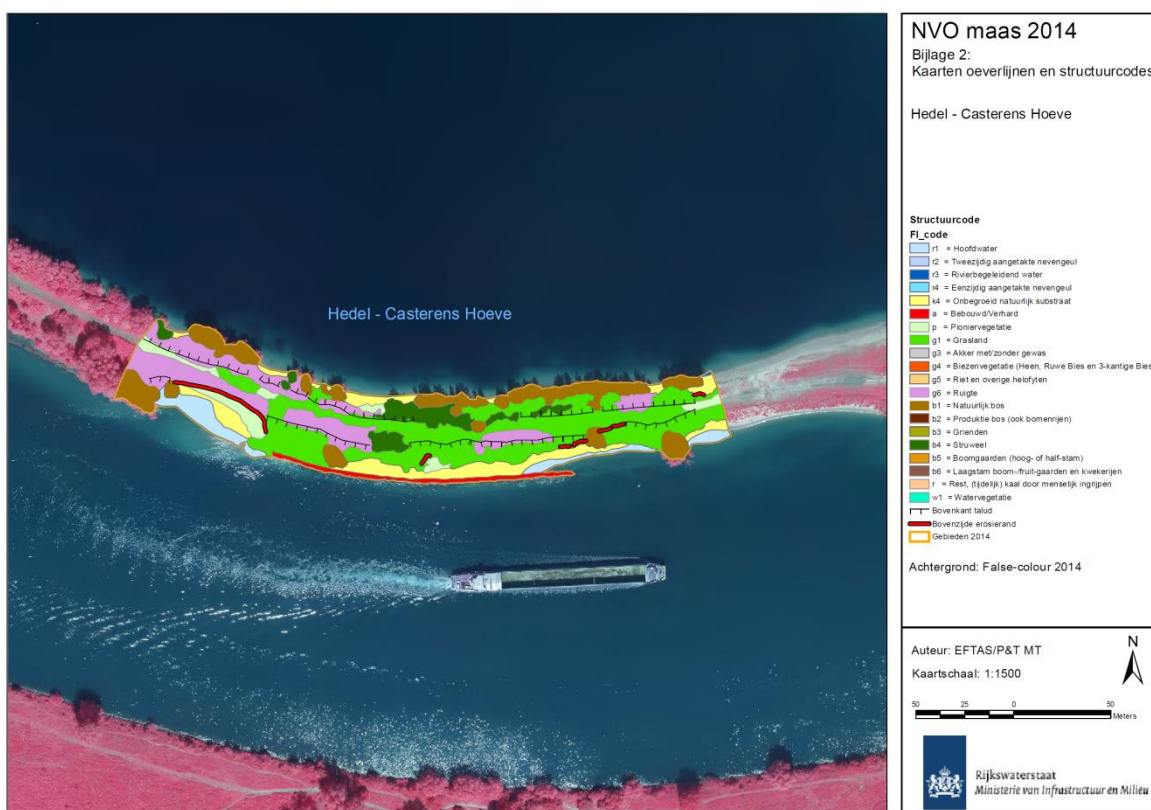 NVO maas 2014
Bijlage 2:
Kaarten oeverlijnen en structuurcodes
Hedel - Casterens Hoeve
Hedel - Casterens Hoeve
Structuurcode
Fl_code
r1 = Hoofdwater
r2 = Tweezijdig aangetakte nevengeul
r3 = Rivierbegeleidend water
r4 = Eenzijdig aangetakte nevengeul
k4 = Onbegroeid natuurlijk substraat
a = Bebouwd/Verhard
p = Pioniervegetatie
g1 = Grasland
g3 = Akker met/zonder gewas
g4 = Biezenvegetatie (Heen, Ruwe Bies en 3-kantige Bies
g5 = Riet en overige helofyten
g6 = Ruigte
b1 = Natuurlijk bos
b2 = Produktie bos (ook bomenrijen)
b3 = Grienden
b4 = Struweel
b5 = Boomgaarden (hoog- of half-stam)
b6 = Laagstam boom-/fruit-gaarden en kwekerijen
r = Rest, (tijdelijk) kaal door menselijk ingrijpen
w1 = Watervegetatie
Bovenkant talud
Bovenzijde erosierand
Gebieden 2014
Achtergrond: False-colour 2014
Auteur: EFTAS/P&T MT
Kaartschaal: 1:1500
N
50 25 0 50
Meters
Rijkswaterstaat
Ministerie van Infrastructuur en Milieu